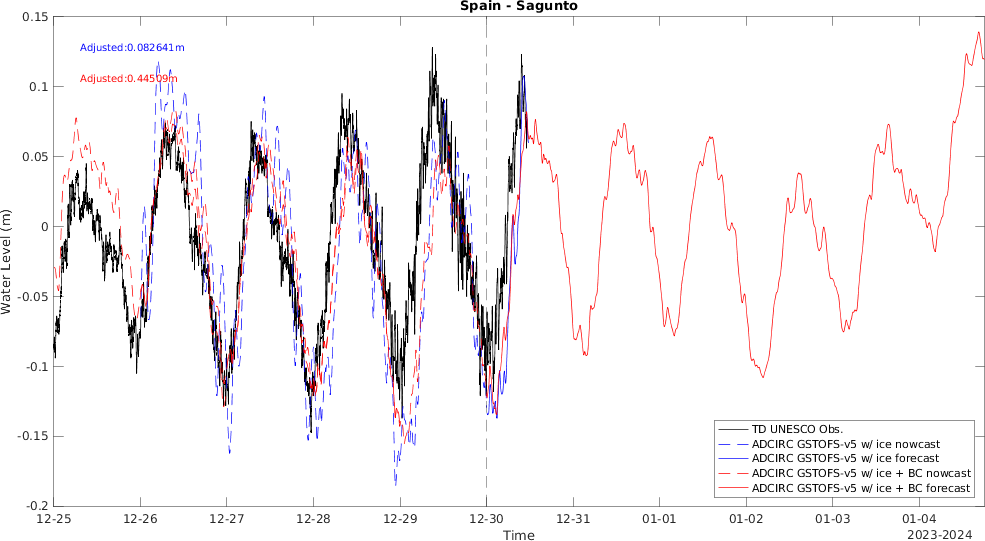 Spain - Sagunto
0.15
0.1
0.05
0
-0.05
-0.1
-0.15
-0.2
Water Level (m)
Adjusted:0.082641m
Adjusted:0.44509m
TD UNESCO Obs.
ADCIRC GSTOFS-v5 w/ ice nowcast
ADCIRC GSTOFS-v5 w/ ice forecast
ADCIRC GSTOFS-v5 w/ ice + BC nowcast
ADCIRC GSTOFS-v5 w/ ice + BC forecast
12-25 12-26 12-27 12-28 12-29 12-30 12-31 01-01 01-02 01-03 01-04
Time
2023-2024